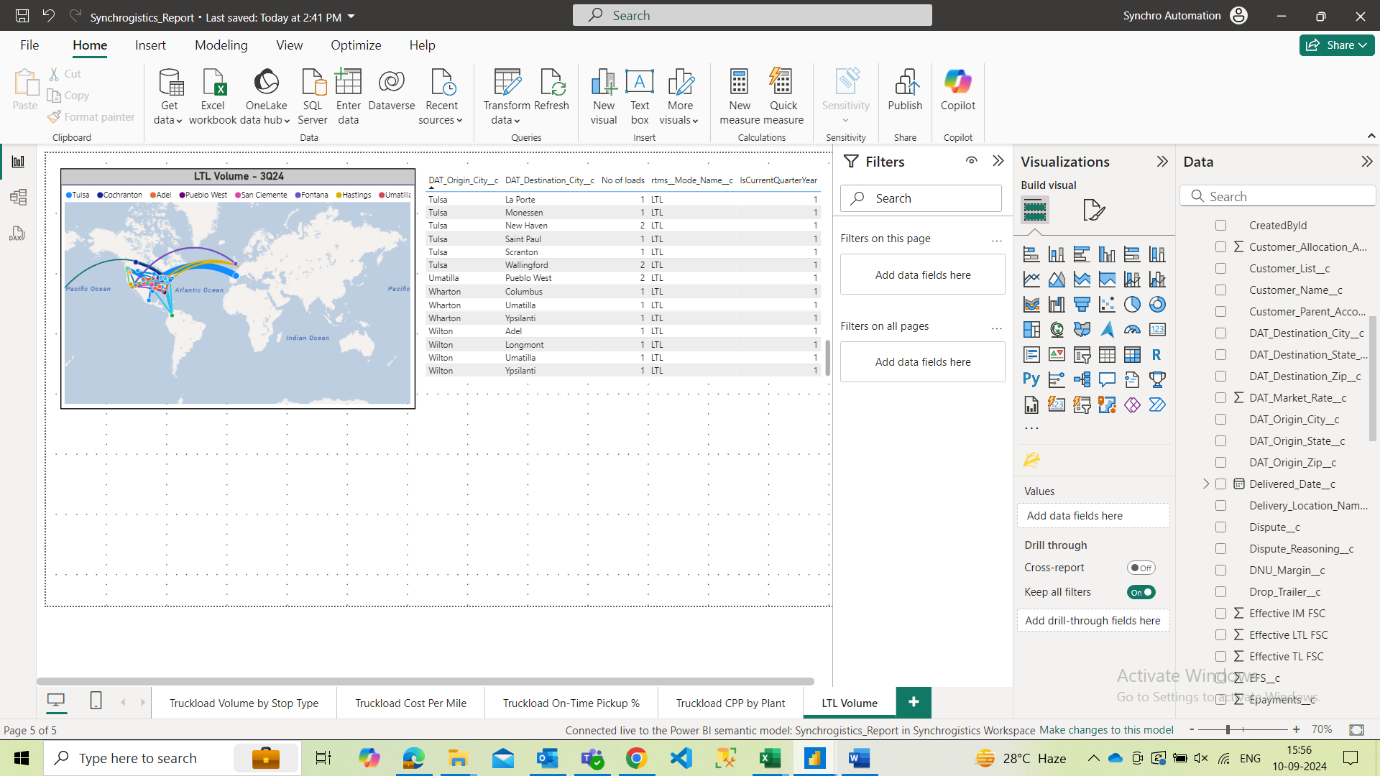 Synchrogistics_Report • Last saved: Today at 2:41 PM
Search
Synchro Automation
File Home Insert Modeling View Optimize Help
Share
Paste
Cut
Copy
Format painter
Clipboard
Get data
Excel workbook
OneLake data hub
SQL Server
Enter data
Dataverse
Recent sources
Data
Transform data
Refresh
Queries
New visual
Text box
More visuals
Insert
New measure
Quick measure
Calculations
Sensitivity
Sensitivity
Publish
Share
Copilot
Copilot
LTL Volume - 3Q24
Tulsa Cochranton Adel Pueblo West San Clemente Fontana Hastings
Pacific Ocean
Atlantic Ocean
Indian Ocean
DAT_Origin_City__c DAT_Destination_City__c No of loads rtms__Mode_Name__c IsCurrentQuarterYear
Tulsa La Porte 1 LTL 1
Tulsa Monessen 1 LTL 1
Tulsa New Haven 2 LTL 1
Tulsa Saint Paul 1 LTL 1
Tulsa Scranton 1 LTL 1
Tulsa Wallingford 2 LTL 1
Umatilla Pueblo West 2 LTL 1
Wharton Columbus 1 LTL 1
Wharton Umatilla 1 LTL 1
Wharton Ypsilanti 1 LTL 1
Wilton Adel 1 LTL 1
Wilton Longmont 1 LTL 1
Wilton Umatilla 1 LTL 1
Wilton Ypsilanti 1 LTL 1
Filters
Search
Filters on this page
...
Add data fields here
Filters on all pages
...
Add data fields here
Visualizations
Build visual
123
R
Py
123
...
Values
Add data fields here
Drill through
Cross-report Off
Keep all filters On
Add drill-through fields here
Data
Search
CreatedById
Customer_Allocation_A...
Customer_List__c
Customer_Name__c
Customer_Parent_Acco...
DAT_Destination_City__c
DAT_Destination_State_...
DAT_Destination_Zip__c
DAT_Market_Rate__c
DAT_Origin_City__c
DAT_Origin_State__c
DAT_Origin_Zip__c
Delivered_Date__c
Delivery_Location_Nam...
Dispute__c
Dispute_Reasoning__c
DNU_Margin__c
Drop_Trailer__c
Effective IM FSC
Effective LTL FSC
Effective TL FSC
EFS__c
Epayments__c
Activate Windows
Go to Settings to activate Windows.
Truckload Volume by Stop Type
Truckload Cost Per Mile
Truckload On-Time Pickup %
Truckload CPP by Plant
LTL Volume
+
Page 5 of 5
Connected live to the Power BI semantic model: Synchrogistics_Report in Synchrogistics Workspace Make changes to this model
- + 70%
Type here to search
28°C Haze
ENG
15:56
10-09-2024